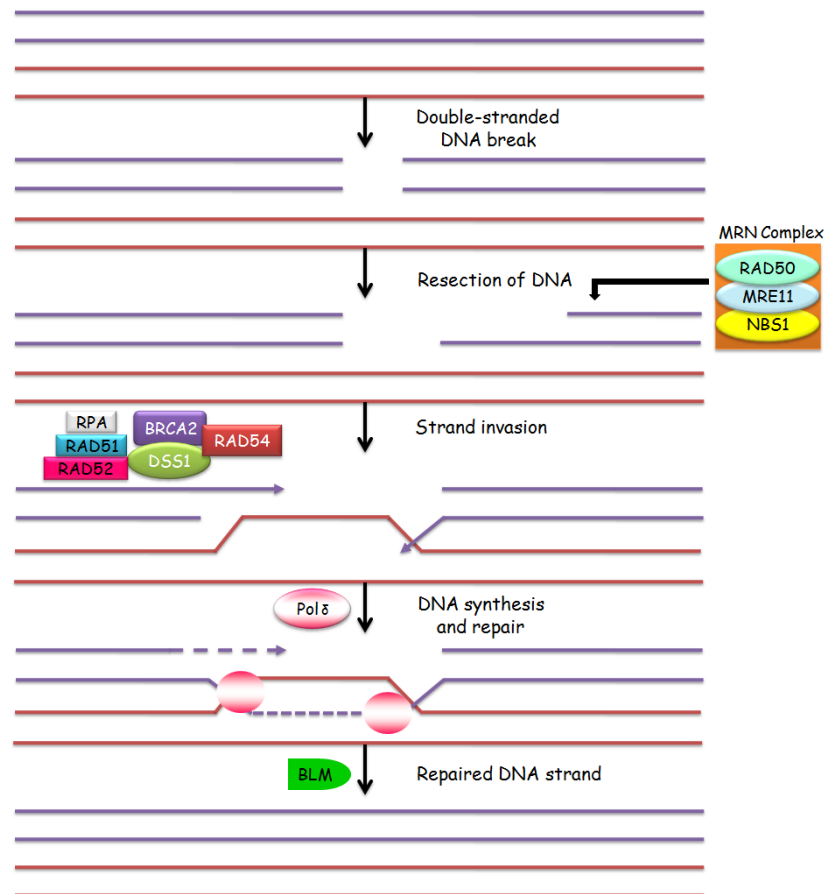 Double-stranded
DNA break
MRN Complex
RAD50
Resection of DNA
MRE11
NBS1
RPA
BRCA2
Strand invasion
RAD51
RAD54
DSS1
RAD52
Pol δ
DNA synthesis
and repair
BLM
Repaired DNA strand